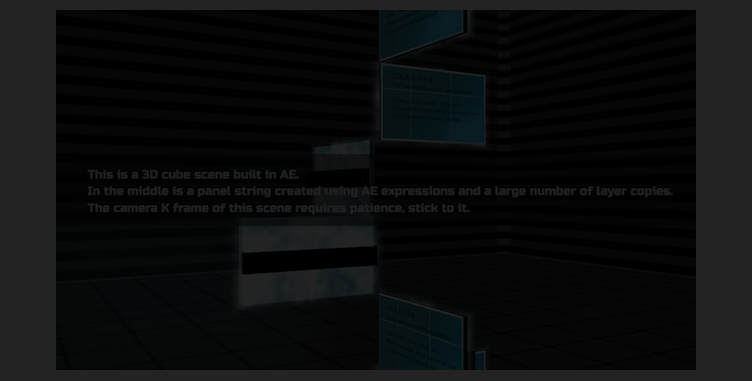 This is a 3D cube scene built in AE.
In the middle is a panel string created using AE expressions and a large number of layer copies.
The camera K frame of this scene requires patience, stick to it.